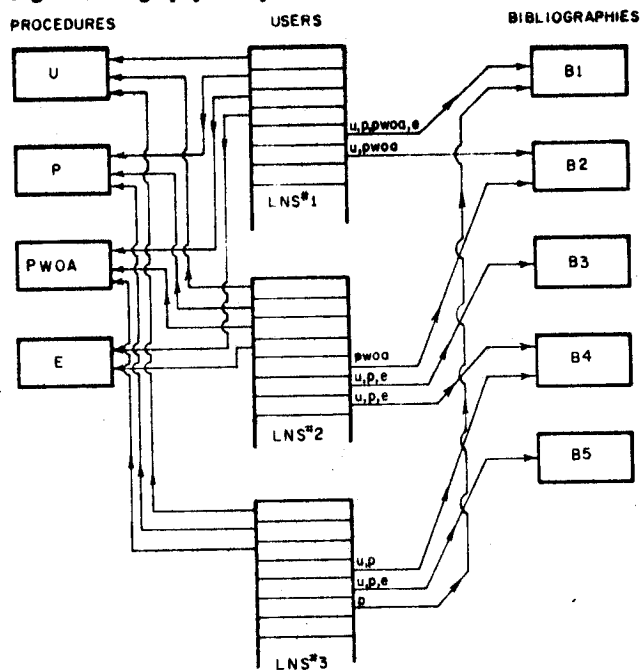 PROCEDURES
USERS
BIBLIOGRAPHIES
U
P
PWOA
E
LNS#1
LNS#2
LNS#3
u,p,pwoa,e
u,pwoa
pwoa
u,p,e
u,p,e
u,p
u,p,e
p
B1
B2
B3
B4
B5